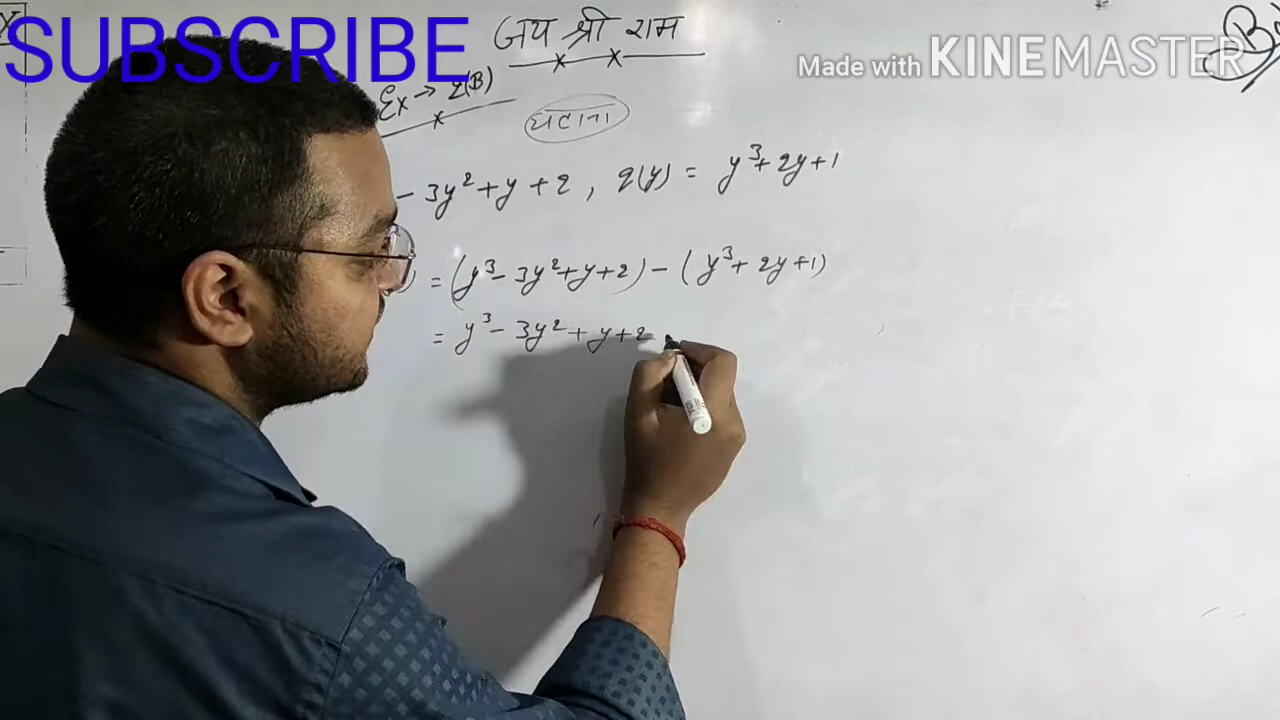 SUBSCRIBE
जय श्री राम
Made with KINEMASTER
Ex → 2(B)
घटाना
- 3y² + y + 2, q(y) = y³ + 2y + 1
) = (y³ - 3y² + y + 2) - (y³ + 2y + 1)
= y³ - 3y² + y + 2